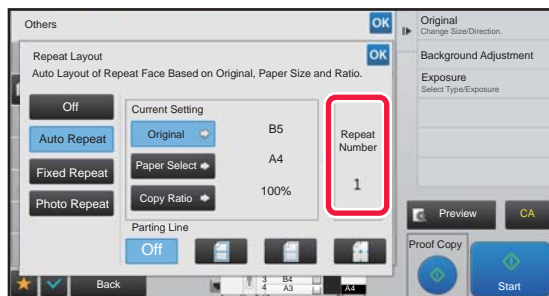 Others
OK
Repeat Layout
OK
Auto Layout of Repeat Face Based on Original, Paper Size and Ratio.
Off
Auto Repeat
Fixed Repeat
Photo Repeat
Current Setting
Original
B5
Paper Select
A4
Copy Ratio
100%
Repeat
Number
1
Parting Line
Off
Back
3 B4
4 A3
A4
Original
Change Size/Direction.
Background Adjustment
Exposure
Select Type/Exposure
Preview
CA
Proof Copy
Start